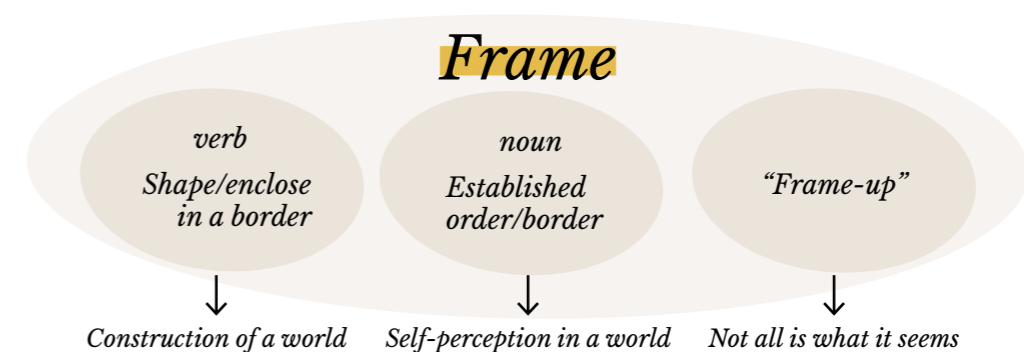 Frame
verb
Shape/enclose
in a border
noun
Established
order/border
“Frame-up”
Construction of a world
Self-perception in a world
Not all is what it seems